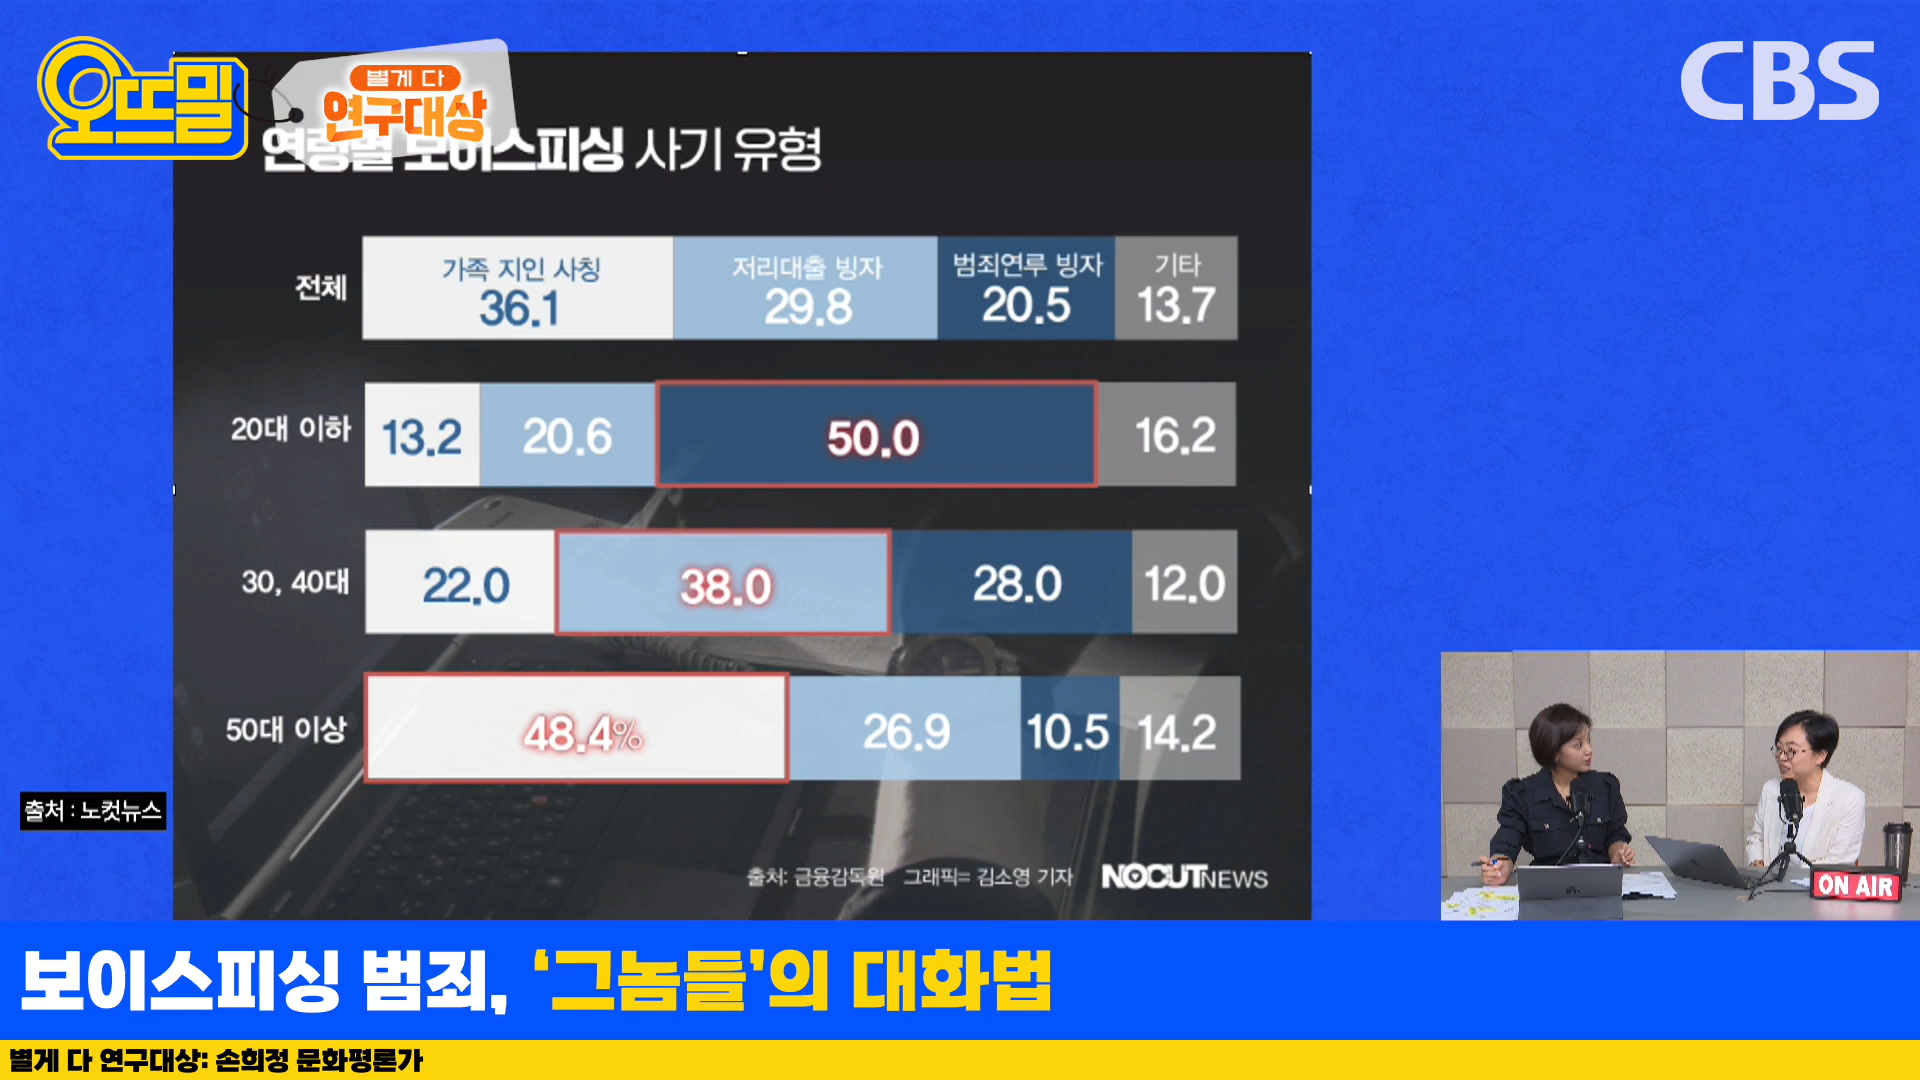 오뜨밀
별게 다
연구대상
CBS
연령별 보이스피싱 사기 유형
전체
가족 지인 사칭
36.1
저리대출 빙자
29.8
범죄연루 빙자
20.5
기타
13.7
20대 이하
13.2
20.6
50.0
16.2
30, 40대
22.0
38.0
28.0
12.0
50대 이상
48.4%
26.9
10.5
14.2
출처 : 노컷뉴스
출처: 금융감독원 그래픽= 김소영 기자 NOCUTNEWS
ON AIR
보이스피싱 범죄, ‘그놈들’의 대화법
별게 다 연구대상: 손희정 문화평론가